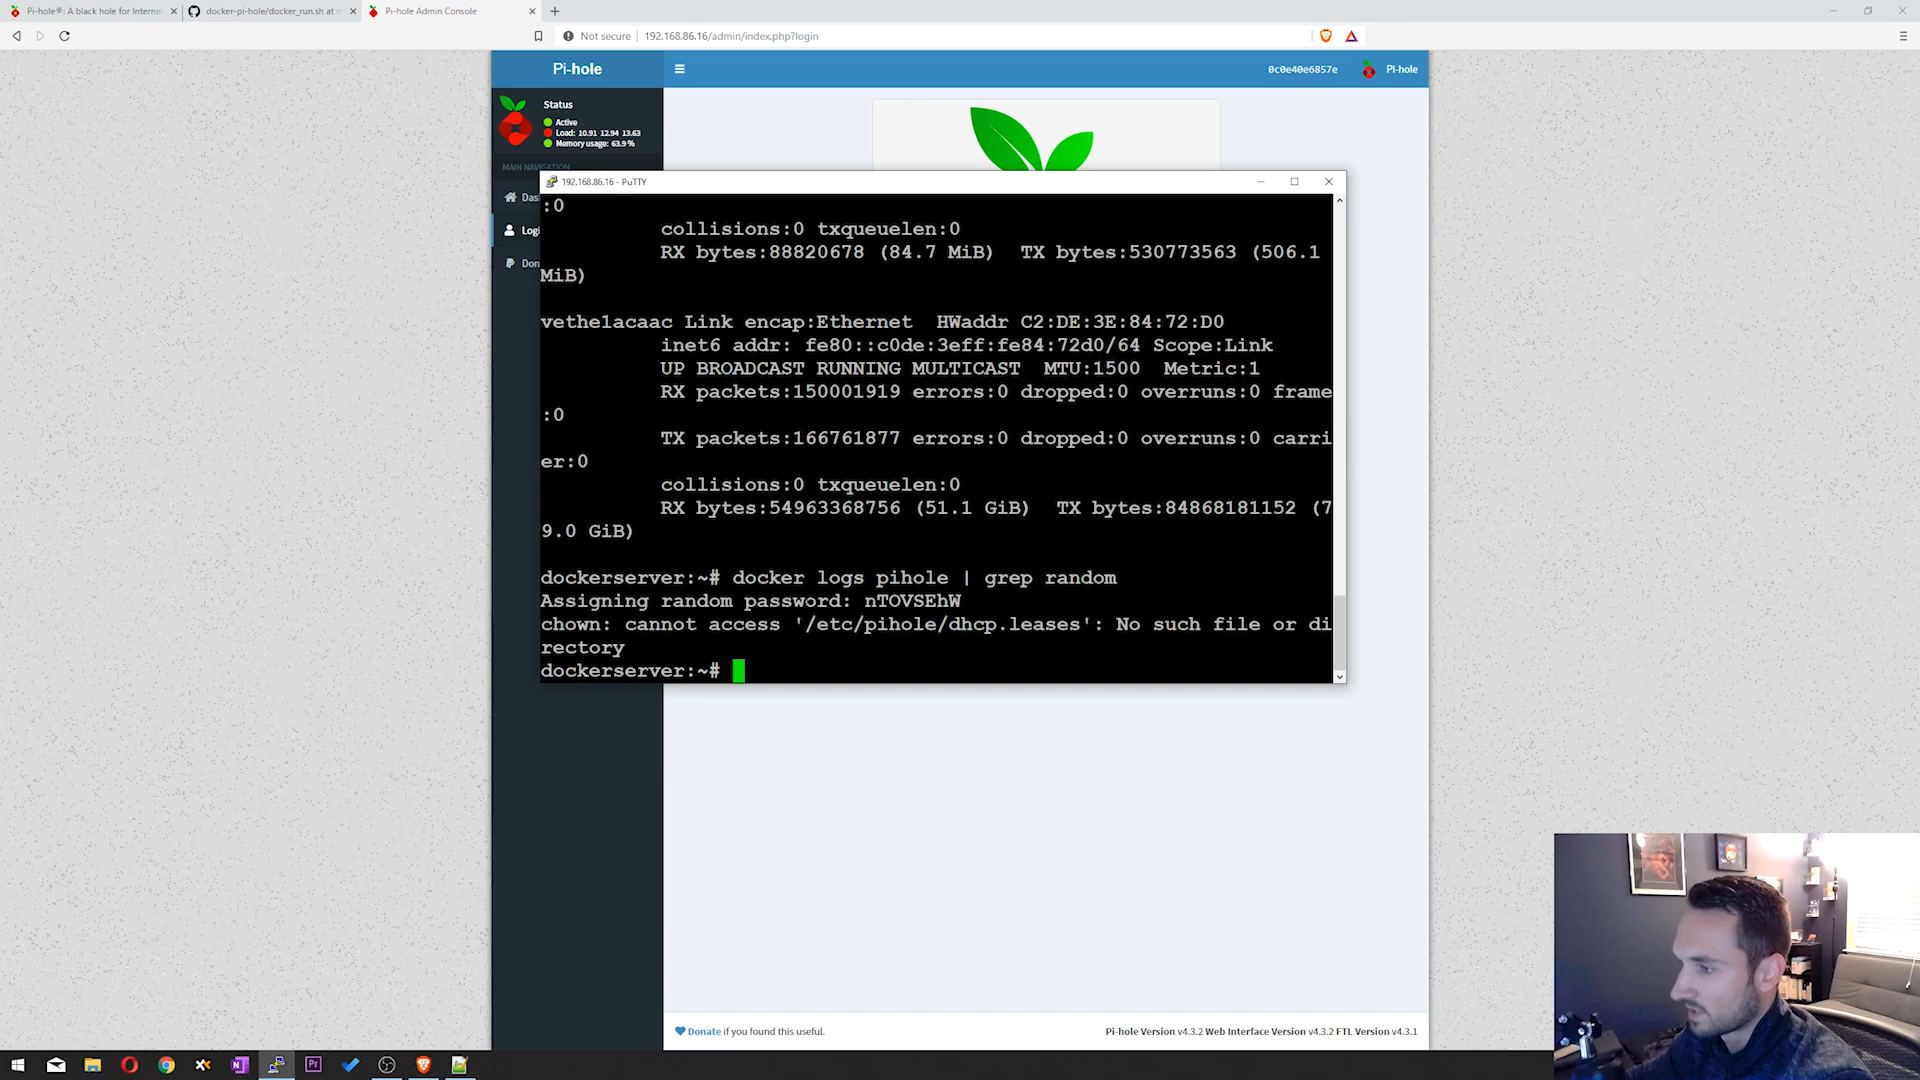 Pi-hole®: A black hole for Internet
docker-pi-hole/docker_run.sh at m
Pi-hole Admin Console
Not secure
192.168.86.16/admin/index.php?login
Pi-hole
0c0e40e6857e
Pi-hole
Status
Active
Load: 10.91 12.94 13.63
Memory usage: 63.9 %
MAIN NAVIGATION
Das
Logi
Don
192.168.86.16 - PuTTY
:0
collisions:0 txqueuelen:0
RX bytes:88820678 (84.7 MiB)  TX bytes:530773563 (506.1
MiB)
vethe1acaac Link encap:Ethernet  HWaddr C2:DE:3E:84:72:D0
inet6 addr: fe80::c0de:3eff:fe84:72d0/64 Scope:Link
UP BROADCAST RUNNING MULTICAST  MTU:1500  Metric:1
RX packets:150001919 errors:0 dropped:0 overruns:0 frame
:0
TX packets:166761877 errors:0 dropped:0 overruns:0 carri
er:0
collisions:0 txqueuelen:0
RX bytes:54963368756 (51.1 GiB)  TX bytes:84868181152 (7
9.0 GiB)
dockerserver:~# docker logs pihole | grep random
Assigning random password: nTOVSEhW
chown: cannot access '/etc/pihole/dhcp.leases': No such file or di
rectory
dockerserver:~#
Donate if you found this useful.
Pi-hole Version v4.3.2 Web Interface Version v4.3.2 FTL Version v4.3.1